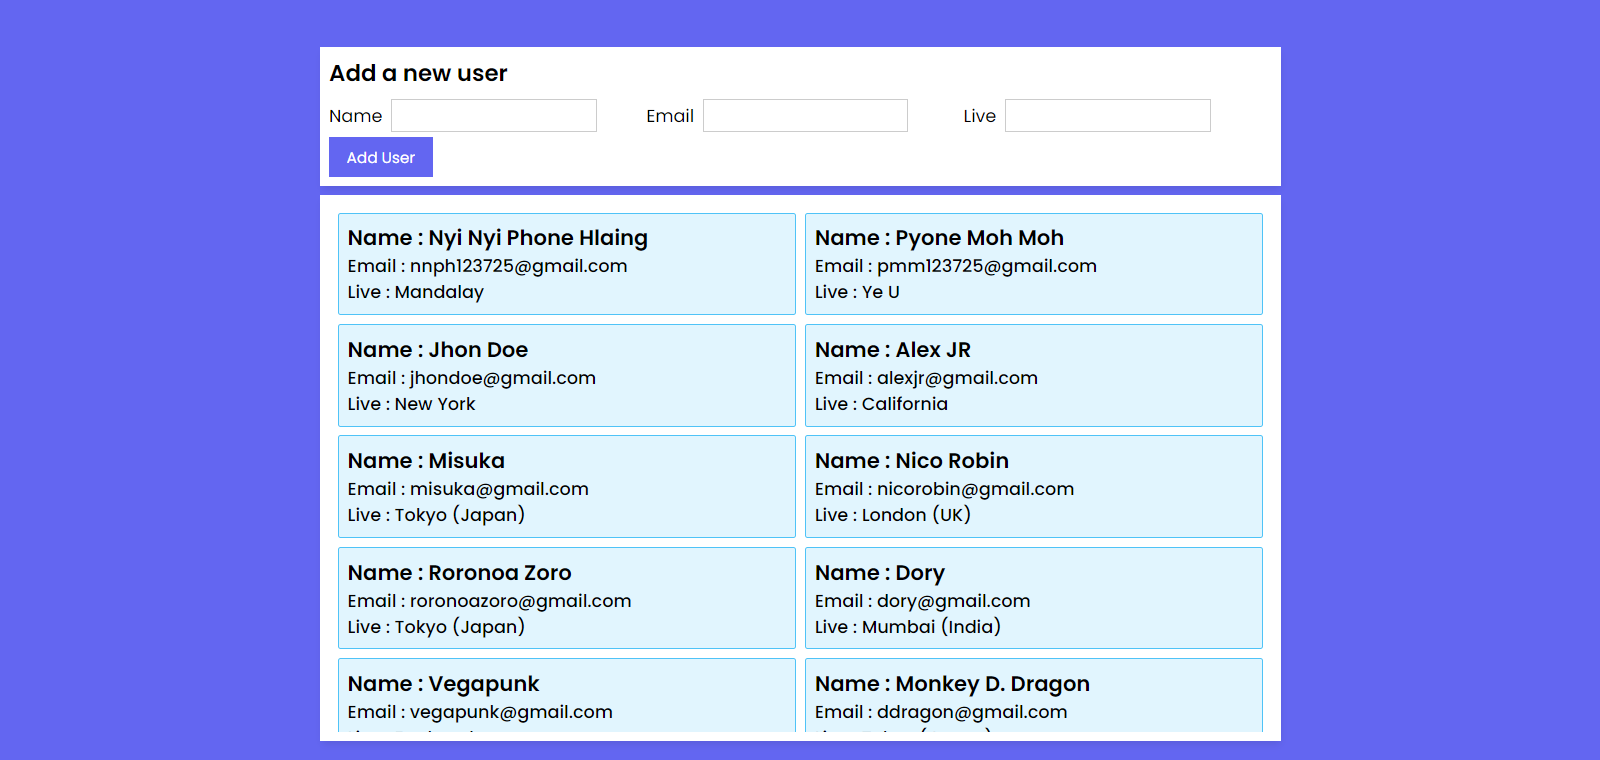 Add a new user
Name Email Live
Add User
Name : Nyi Nyi Phone Hlaing
Email : nnph123725@gmail.com
Live : Mandalay
Name : Pyone Moh Moh
Email : pmm123725@gmail.com
Live : Ye U
Name : Jhon Doe
Email : jhondoe@gmail.com
Live : New York
Name : Alex JR
Email : alexjr@gmail.com
Live : California
Name : Misuka
Email : misuka@gmail.com
Live : Tokyo (Japan)
Name : Nico Robin
Email : nicorobin@gmail.com
Live : London (UK)
Name : Roronoa Zoro
Email : roronoazoro@gmail.com
Live : Tokyo (Japan)
Name : Dory
Email : dory@gmail.com
Live : Mumbai (India)
Name : Vegapunk
Email : vegapunk@gmail.com
Name : Monkey D. Dragon
Email : ddragon@gmail.com